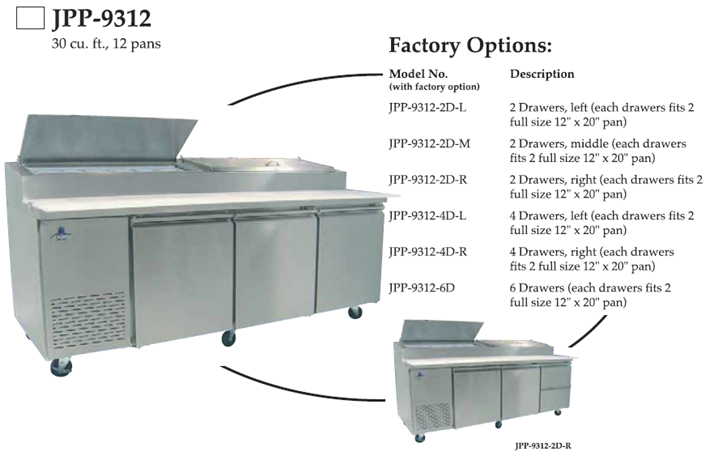 JPP-9312
30 cu. ft., 12 pans
Factory Options:
Model No.
(with factory option)
Description
JPP-9312-2D-L
2 Drawers, left (each drawers fits 2
full size 12" x 20" pan)
JPP-9312-2D-M
2 Drawers, middle (each drawers
fits 2 full size 12" x 20" pan)
JPP-9312-2D-R
2 Drawers, right (each drawers fits 2
full size 12" x 20" pan)
JPP-9312-4D-L
4 Drawers, left (each drawers fits 2
full size 12" x 20" pan)
JPP-9312-4D-R
4 Drawers, right (each drawers
fits 2 full size 12" x 20" pan)
JPP-9312-6D
6 Drawers (each drawers fits 2
full size 12" x 20" pan)
JPP-9312-2D-R